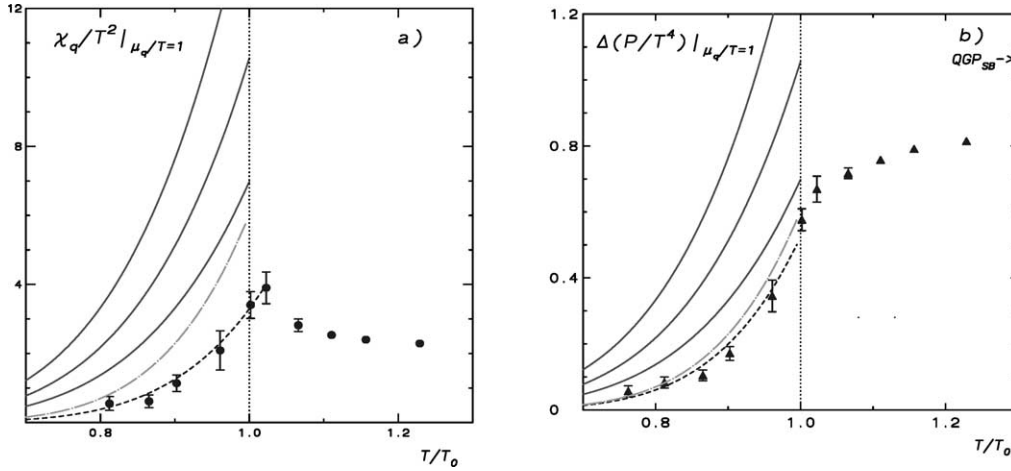 12
χq/T²|μq/T=1
a)
8
4
0.8
1.0
1.2
T/T₀
1.2
Δ(P/T⁴)|μq/T=1
b)
QGP_SB->
0.8
0.4
0
0.8
1.0
1.2
T/T₀